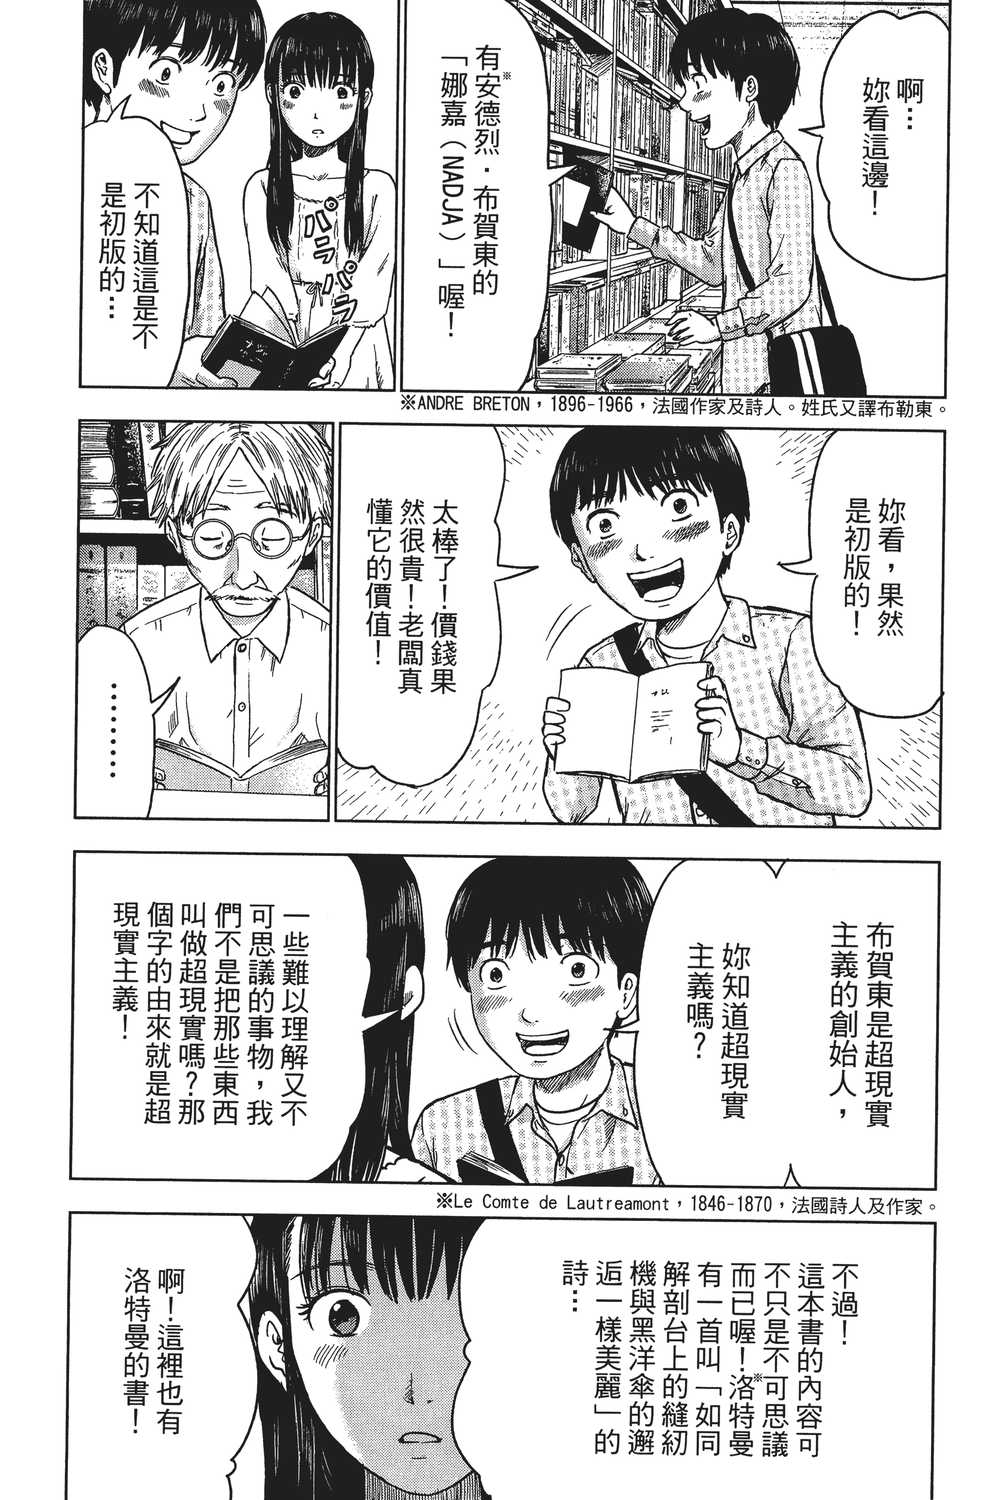 啊…
妳看這邊！
有※安德烈．布賀東的
「娜嘉（NADJA）」喔！
パラパラ
不知道這是不
是初版的…
※ANDRE BRETON，1896-1966，法國作家及詩人。姓氏又譯布勒東。
妳看，果然
是初版的！
太棒了！價錢果
然很貴！老闆真
懂它的價值！
………
布賀東是超現實
主義的創始人，
妳知道超現實
主義嗎？
一些難以理解又不
可思議的事物，我
們不是把那些東西
叫做超現實嗎？那
個字的由來就是超
現實主義！
※Le Comte de Lautreamont，1846-1870，法國詩人及作家。
不過！
這本書的內容可
不只是不可思議
而已喔！※洛特曼
有一首叫「如同
解剖台上的縫紉
機與黑洋傘的邂
逅一樣美麗」的
詩…
啊！這裡也有
洛特曼的書！